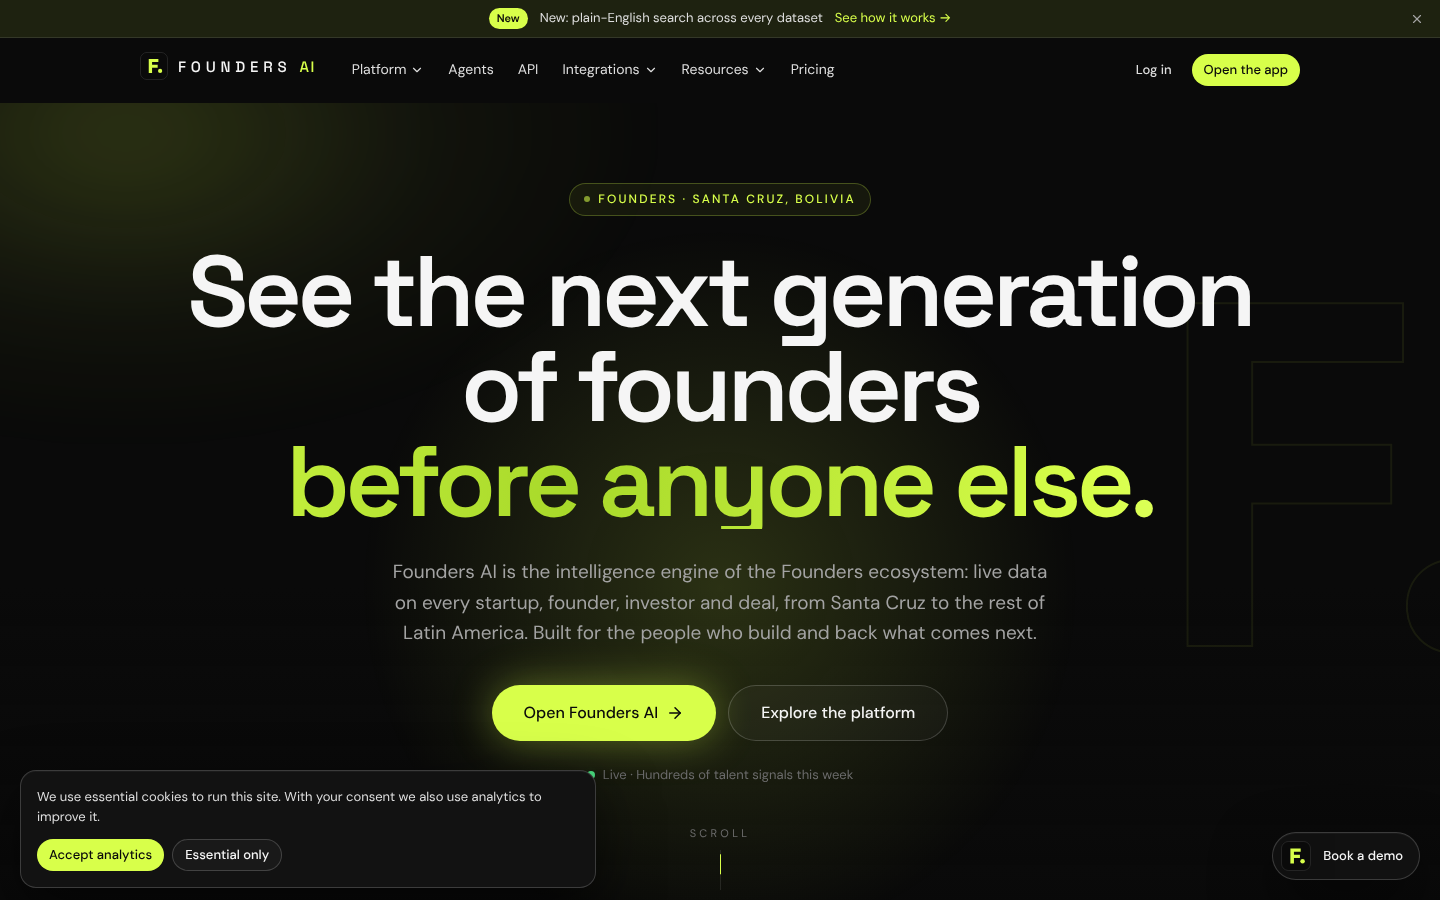 New New: plain-English search across every dataset See how it works →
F. FOUNDERS AI Platform Agents API Integrations Resources Pricing Log in Open the app
FOUNDERS · SANTA CRUZ, BOLIVIA
See the next generation
of founders
before anyone else.
Founders AI is the intelligence engine of the Founders ecosystem: live data
on every startup, founder, investor and deal, from Santa Cruz to the rest of
Latin America. Built for the people who build and back what comes next.
Open Founders AI → Explore the platform
Live · Hundreds of talent signals this week
We use essential cookies to run this site. With your consent we also use analytics to
improve it.
Accept analytics Essential only
SCROLL
F. Book a demo
F.